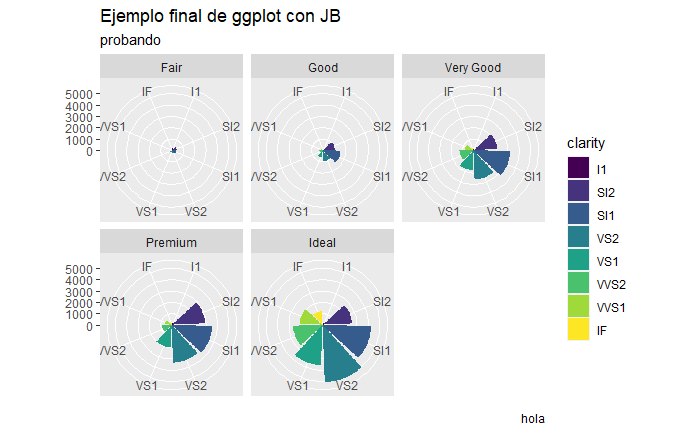 Ejemplo final de ggplot con JB
probando
Fair
Good
Very Good
5000
4000
3000
2000
1000
0
IF
I1
SI2
SI1
VS2
VS1
/VS2
/VS1
IF
I1
SI2
SI1
VS2
VS1
/VS2
/VS1
IF
I1
SI2
SI1
VS2
VS1
/VS2
/VS1
Premium
Ideal
5000
4000
3000
2000
1000
0
IF
I1
SI2
SI1
VS2
VS1
/VS2
/VS1
IF
I1
SI2
SI1
VS2
VS1
/VS2
/VS1
clarity
I1
SI2
SI1
VS2
VS1
VVS2
VVS1
IF
hola